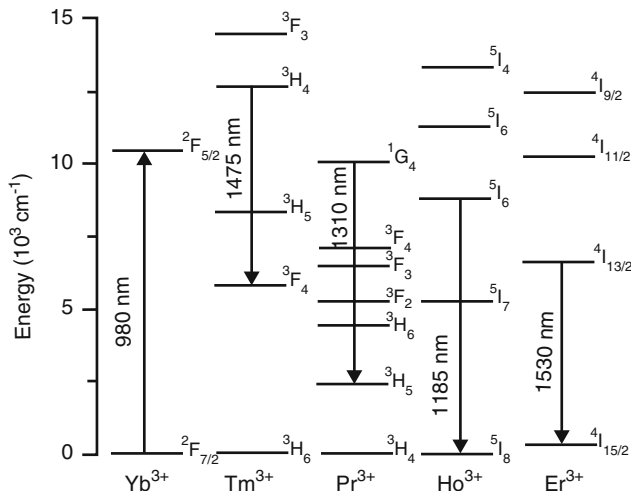 15
10
5
0
Energy (10³ cm⁻¹)
²F₅/₂
980 nm
²F₇/₂
Yb³⁺
³F₃
³H₄
1475 nm
³H₅
³F₄
³H₆
Tm³⁺
¹G₄
1310 nm
³F₄
³F₃
³F₂
³H₆
³H₅
³H₄
Pr³⁺
⁵I₄
⁵I₆
⁵I₆
⁵I₇
1185 nm
⁵I₈
Ho³⁺
⁴I₉/₂
⁴I₁₁/₂
⁴I₁₃/₂
1530 nm
⁴I₁₅/₂
Er³⁺